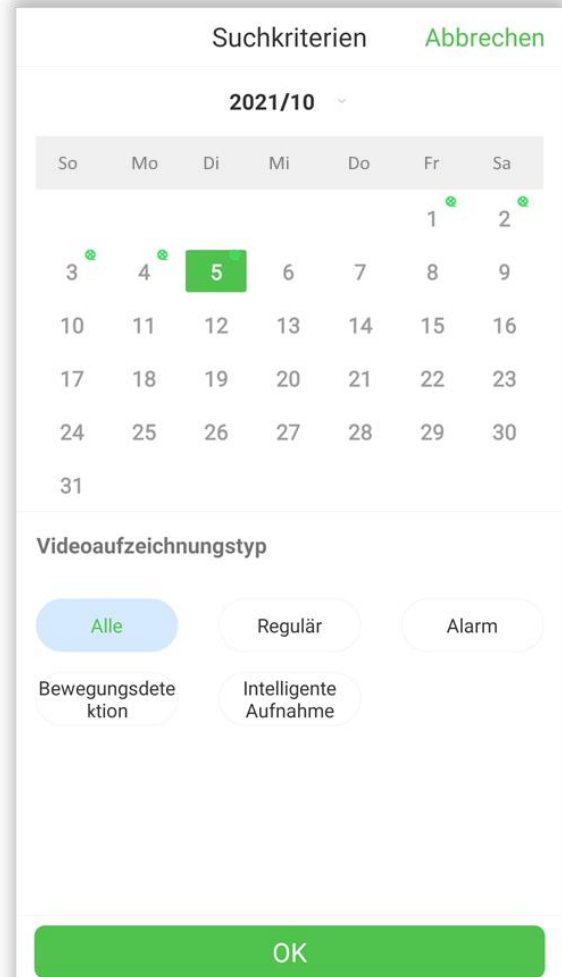 Suchkriterien Abbrechen
2021/10
So Mo Di Mi Do Fr Sa
1 2
3 4 5 6 7 8 9
10 11 12 13 14 15 16
17 18 19 20 21 22 23
24 25 26 27 28 29 30
31
Videoaufzeichnungstyp
Alle Regulär Alarm
Bewegungsdete
ktion
Intelligente
Aufnahme
OK